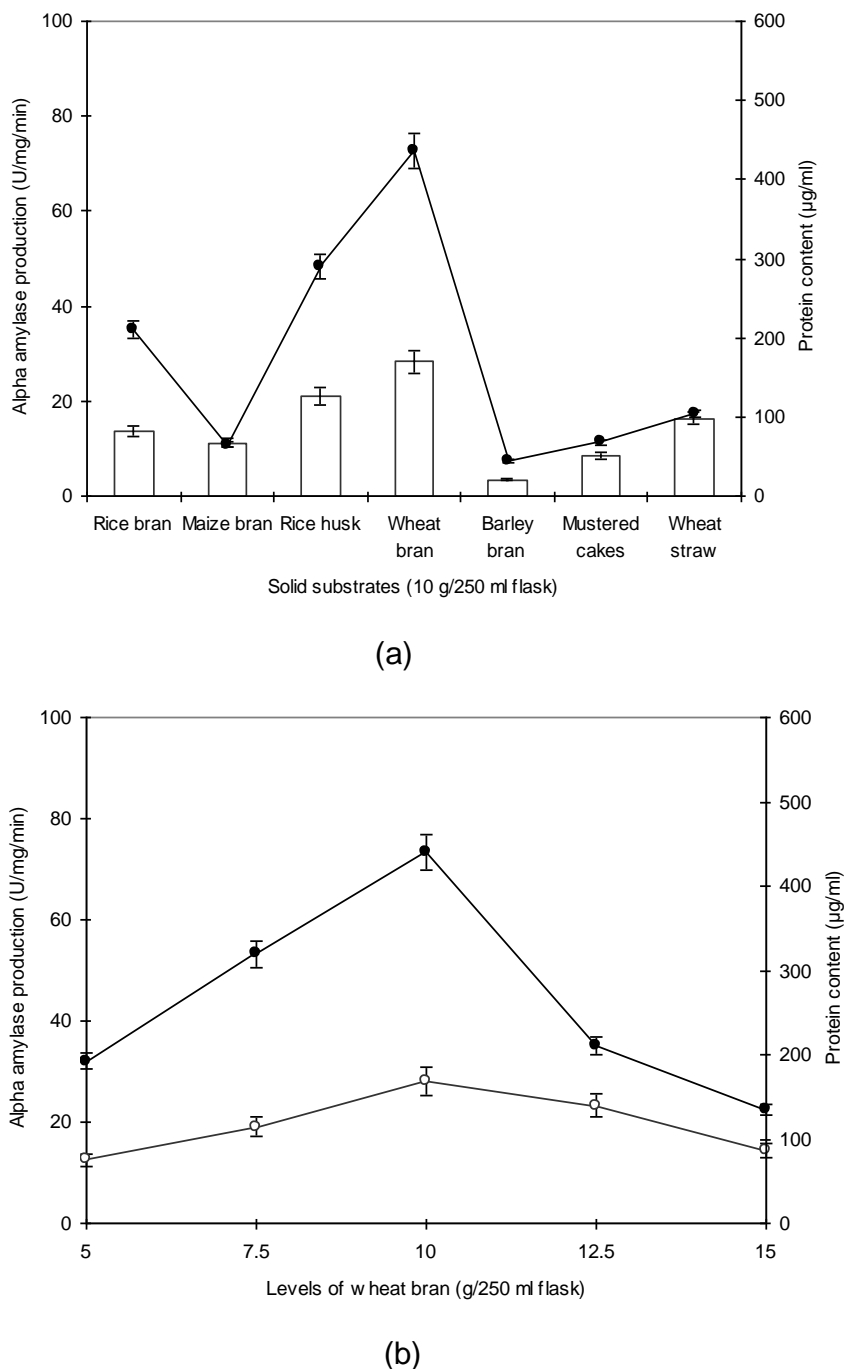 100
80
60
40
20
0
Alpha amylase production (U/mg/min)
600
500
400
300
200
100
0
Protein content (µg/ml)
Rice bran Maize bran Rice husk Wheat bran Barley bran Mustered cakes Wheat straw
Solid substrates (10 g/250 ml flask)
(a)
100
80
60
40
20
0
Alpha amylase production (U/mg/min)
600
500
400
300
200
100
0
Protein content (µg/ml)
5 7.5 10 12.5 15
Levels of wheat bran (g/250 ml flask)
(b)